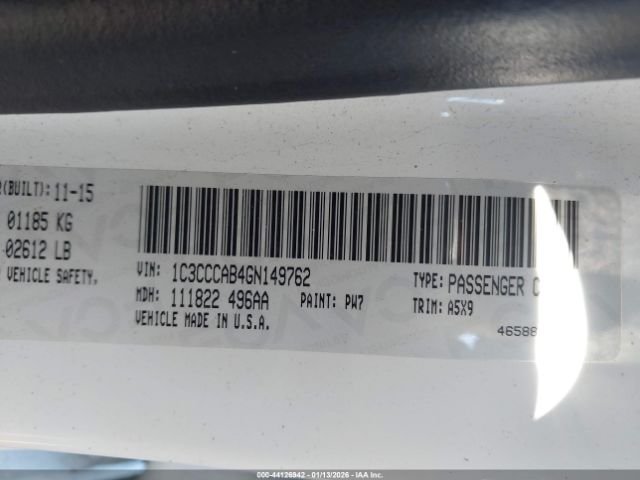 R(BUILT): 11-15
01185 KG
02612 LB
VEHICLE SAFETY.
VIN: 1C3CCCAB4GN149762
TYPE: PASSENGER C
MDH: 111822 496AA PAINT: PW7
TRIM: A5X9
VEHICLE MADE IN U.S.A.
46588
00-44126942 - 01/13/2026 - IAA Inc.